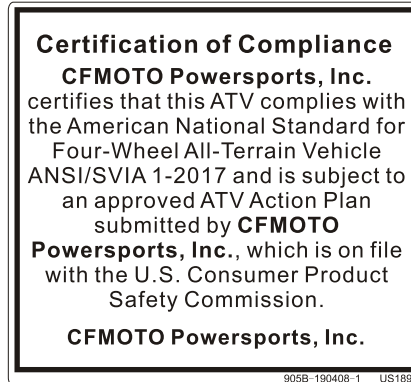 Certification of Compliance
CFMOTO Powersports, Inc.
certifies that this ATV complies with
the American National Standard for
Four-Wheel All-Terrain Vehicle
ANSI/SVIA 1-2017 and is subject to
an approved ATV Action Plan
submitted by CFMOTO
Powersports, Inc., which is on file
with the U.S. Consumer Product
Safety Commission.
CFMOTO Powersports, Inc.
905B-190408-1 US189